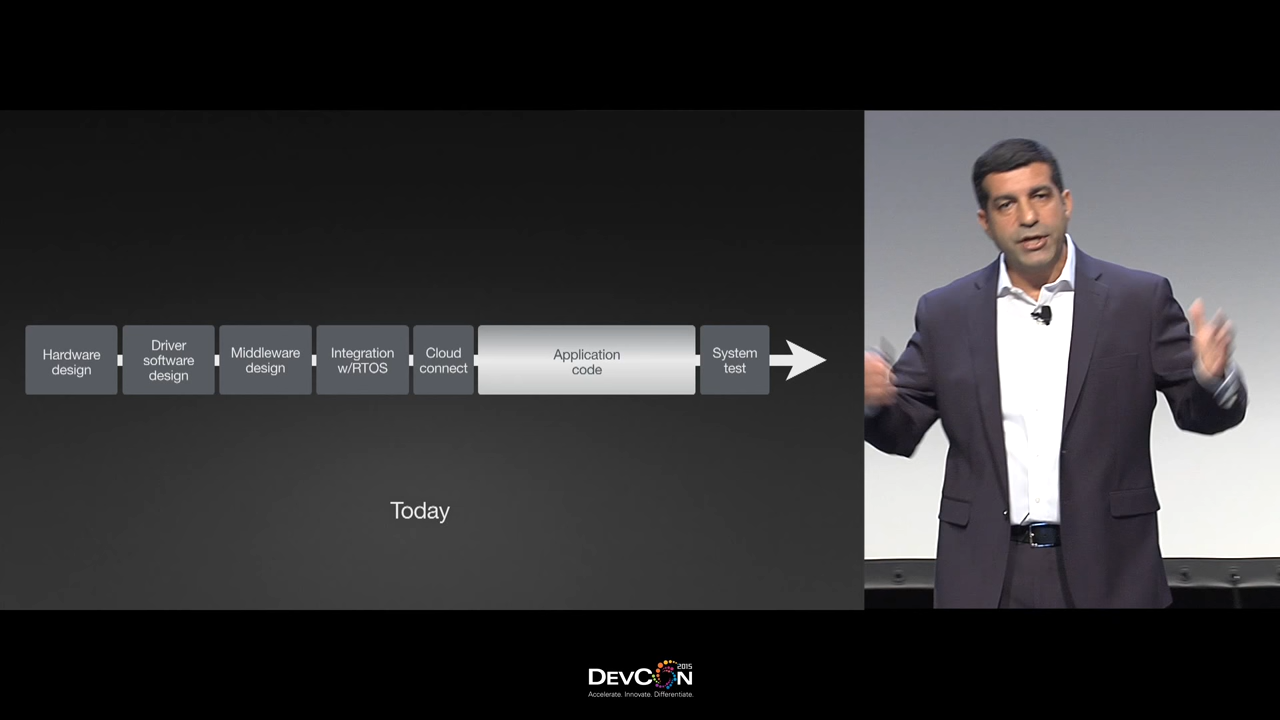 Hardware
design
Driver
software
design
Middleware
design
Integration
w/RTOS
Cloud
connect
Application
code
System
test
Today
DEVCON 2015
Accelerate. Innovate. Differentiate.